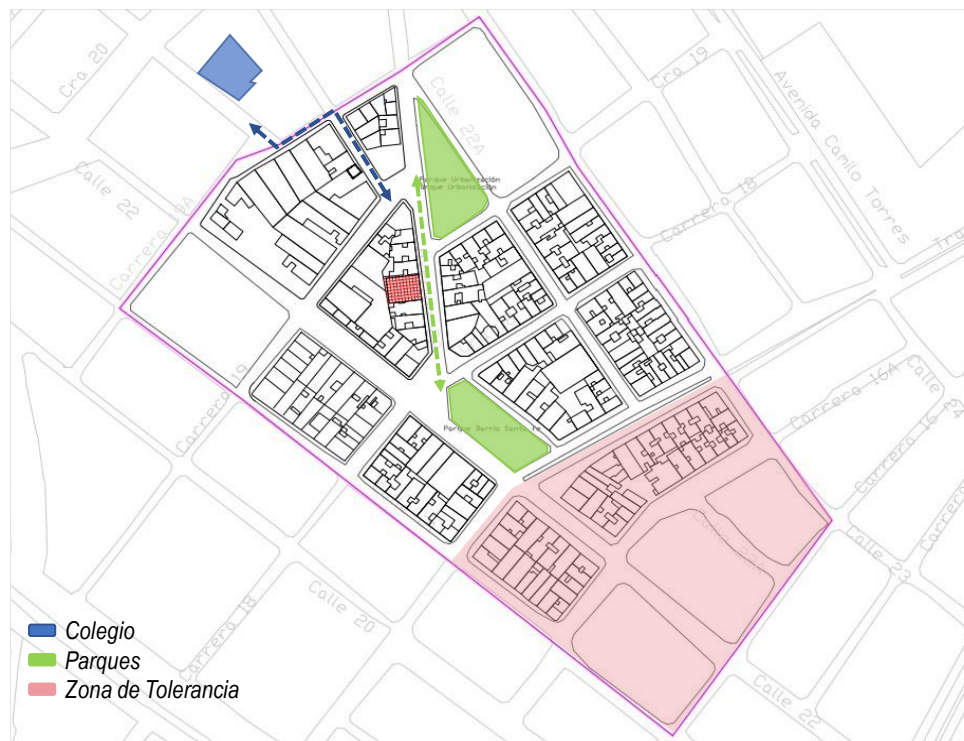 Cra 20
Cra 19
Avenida Camilo Torres
Calle 22A
Parque Urbanización
Calle 22
Carrera 19A
Carrera 18
Carrera 19
Carrera 16A
Parque Barrio Santa Fe
Calle 23
Carrera 18
Calle 20
Calle 22
Colegio
Parques
Zona de Tolerancia